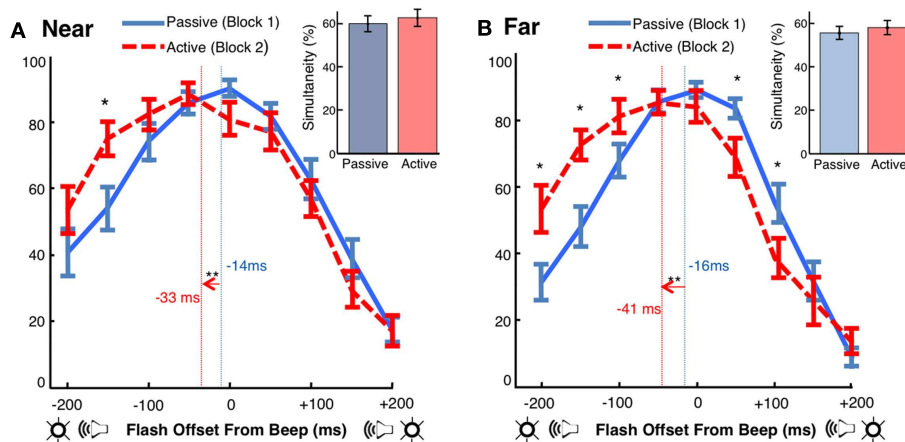 A Near
Passive (Block 1)
Active (Block 2)
Simultaneity (%)
60
40
20
0
Passive Active
100
80
60
40
20
0
*
**
-14ms
-33 ms
-200 -100 0 +100 +200
Flash Offset From Beep (ms)
B Far
Passive (Block 1)
Active (Block 2)
Simultaneity (%)
60
40
20
0
Passive Active
100
80
60
40
20
0
* * * * * *
**
-16ms
-41 ms
-200 -100 0 +100 +200
Flash Offset From Beep (ms)